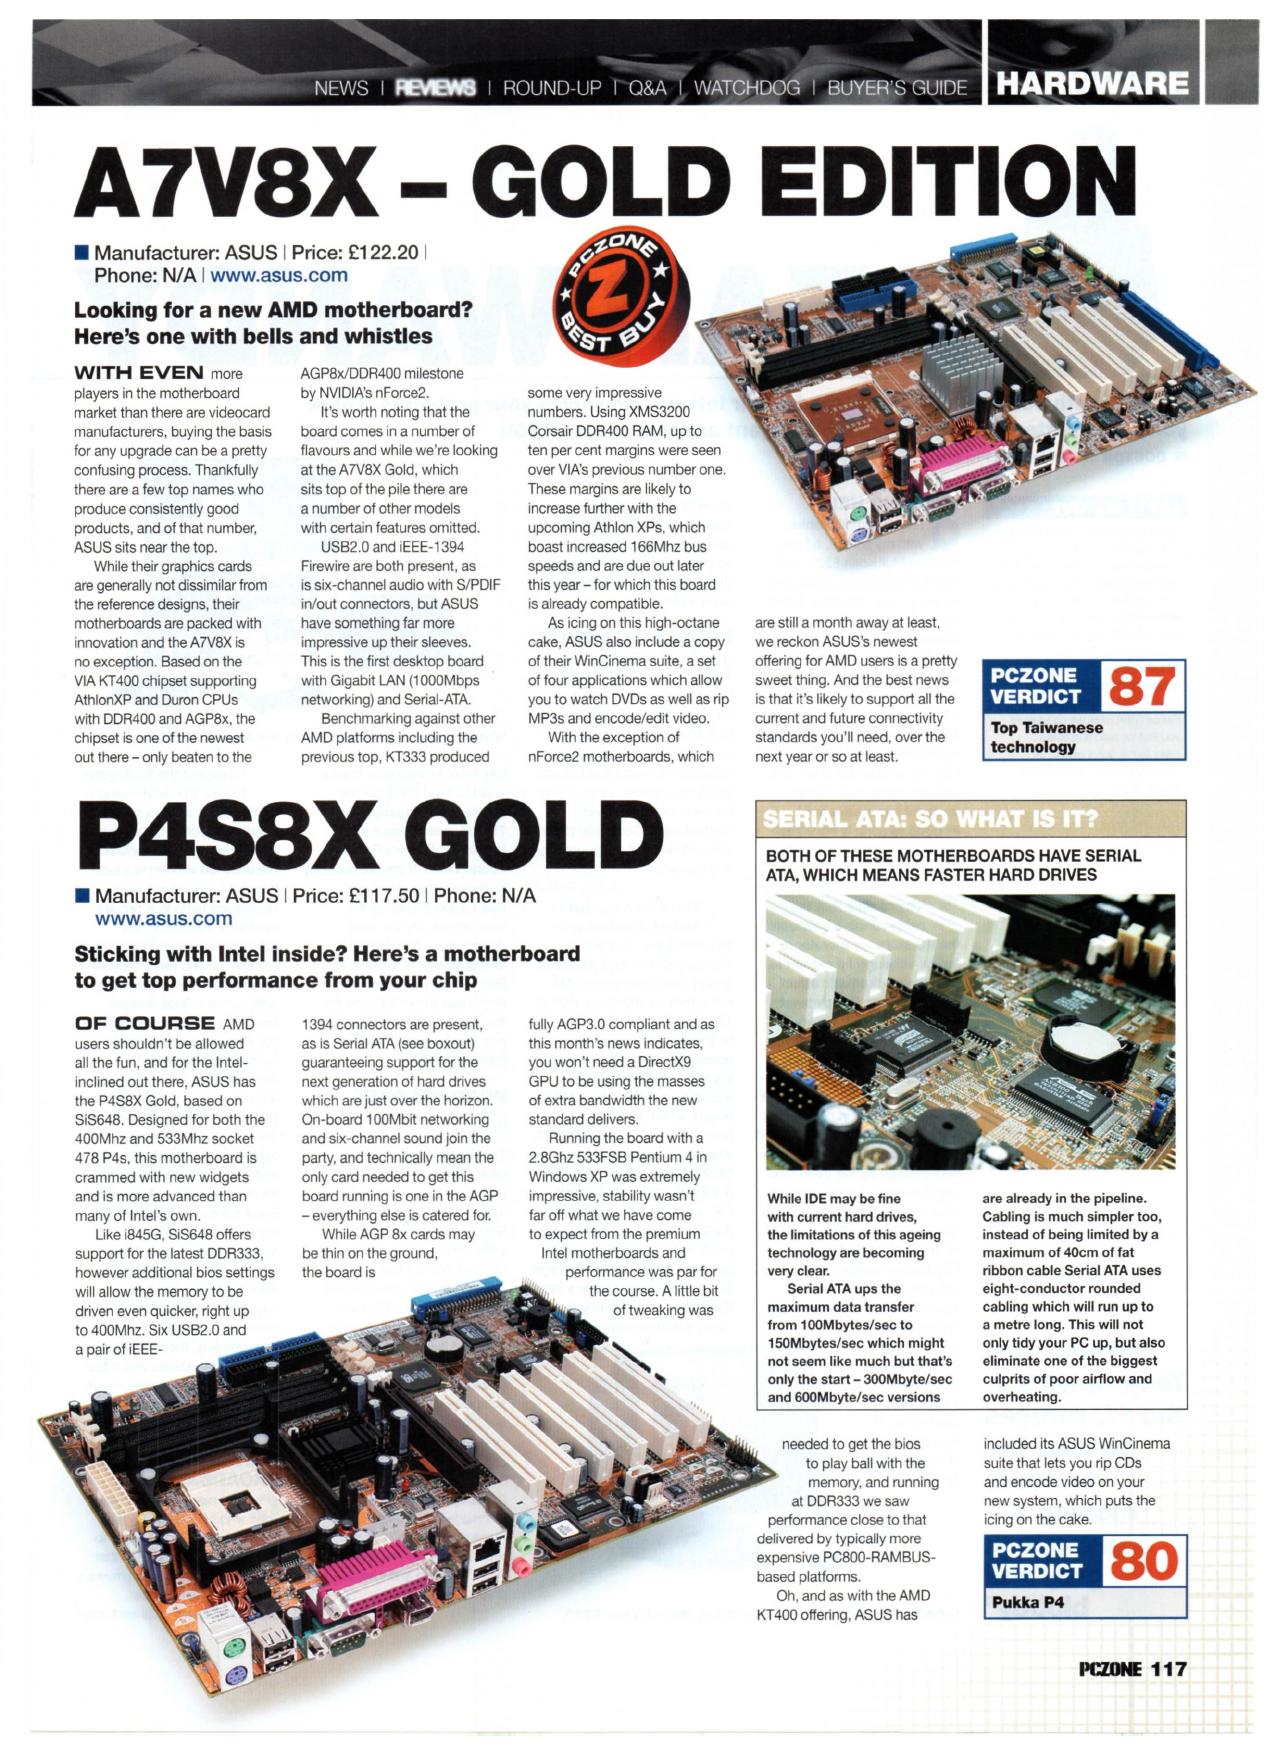 NEWS | REVIEWS | ROUND-UP | Q&A | WATCHDOG | BUYER'S GUIDE
HARDWARE
A7V8X – GOLD EDITION
Manufacturer: ASUS | Price: £122.20 |
Phone: N/A | www.asus.com
PCZONE
Z
BEST BUY
Looking for a new AMD motherboard?
Here's one with bells and whistles
WITH EVEN more
players in the motherboard
market than there are videocard
manufacturers, buying the basis
for any upgrade can be a pretty
confusing process. Thankfully
there are a few top names who
produce consistently good
products, and of that number,
ASUS sits near the top.
While their graphics cards
are generally not dissimilar from
the reference designs, their
motherboards are packed with
innovation and the A7V8X is
no exception. Based on the
VIA KT400 chipset supporting
AthlonXP and Duron CPUs
with DDR400 and AGP8x, the
chipset is one of the newest
out there – only beaten to the
AGP8x/DDR400 milestone
by NVIDIA's nForce2.
It's worth noting that the
board comes in a number of
flavours and while we're looking
at the A7V8X Gold, which
sits top of the pile there are
a number of other models
with certain features omitted.
USB2.0 and iEEE-1394
Firewire are both present, as
is six-channel audio with S/PDIF
in/out connectors, but ASUS
have something far more
impressive up their sleeves.
This is the first desktop board
with Gigabit LAN (1000Mbps
networking) and Serial-ATA.
Benchmarking against other
AMD platforms including the
previous top, KT333 produced
some very impressive
numbers. Using XMS3200
Corsair DDR400 RAM, up to
ten per cent margins were seen
over VIA's previous number one.
These margins are likely to
increase further with the
upcoming Athlon XPs, which
boast increased 166Mhz bus
speeds and are due out later
this year – for which this board
is already compatible.
As icing on this high-octane
cake, ASUS also include a copy
of their WinCinema suite, a set
of four applications which allow
you to watch DVDs as well as rip
MP3s and encode/edit video.
With the exception of
nForce2 motherboards, which
are still a month away at least,
we reckon ASUS's newest
offering for AMD users is a pretty
sweet thing. And the best news
is that it's likely to support all the
current and future connectivity
standards you'll need, over the
next year or so at least.
PCZONE
VERDICT 87
Top Taiwanese
technology
P4S8X GOLD
Manufacturer: ASUS | Price: £117.50 | Phone: N/A
www.asus.com
Sticking with Intel inside? Here's a motherboard
to get top performance from your chip
OF COURSE AMD
users shouldn't be allowed
all the fun, and for the Intel-
inclined out there, ASUS has
the P4S8X Gold, based on
SiS648. Designed for both the
400Mhz and 533Mhz socket
478 P4s, this motherboard is
crammed with new widgets
and is more advanced than
many of Intel's own.
Like i845G, SiS648 offers
support for the latest DDR333,
however additional bios settings
will allow the memory to be
driven even quicker, right up
to 400Mhz. Six USB2.0 and
a pair of iEEE-
1394 connectors are present,
as is Serial ATA (see boxout)
guaranteeing support for the
next generation of hard drives
which are just over the horizon.
On-board 100Mbit networking
and six-channel sound join the
party, and technically mean the
only card needed to get this
board running is one in the AGP
– everything else is catered for.
While AGP 8x cards may
be thin on the ground,
the board is
fully AGP3.0 compliant and as
this month's news indicates,
you won't need a DirectX9
GPU to be using the masses
of extra bandwidth the new
standard delivers.
Running the board with a
2.8Ghz 533FSB Pentium 4 in
Windows XP was extremely
impressive, stability wasn't
far off what we have come
to expect from the premium
Intel motherboards and
performance was par for
the course. A little bit
of tweaking was
needed to get the bios
to play ball with the
memory, and running
at DDR333 we saw
performance close to that
delivered by typically more
expensive PC800-RAMBUS-
based platforms.
Oh, and as with the AMD
KT400 offering, ASUS has
included its ASUS WinCinema
suite that lets you rip CDs
and encode video on your
new system, which puts the
icing on the cake.
PCZONE
VERDICT 80
Pukka P4
SERIAL ATA: SO WHAT IS IT?
BOTH OF THESE MOTHERBOARDS HAVE SERIAL
ATA, WHICH MEANS FASTER HARD DRIVES
While IDE may be fine
with current hard drives,
the limitations of this ageing
technology are becoming
very clear.
Serial ATA ups the
maximum data transfer
from 100Mbytes/sec to
150Mbytes/sec which might
not seem like much but that's
only the start – 300Mbyte/sec
and 600Mbyte/sec versions
are already in the pipeline.
Cabling is much simpler too,
instead of being limited by a
maximum of 40cm of fat
ribbon cable Serial ATA uses
eight-conductor rounded
cabling which will run up to
a metre long. This will not
only tidy your PC up, but also
eliminate one of the biggest
culprits of poor airflow and
overheating.
PCZONE 117